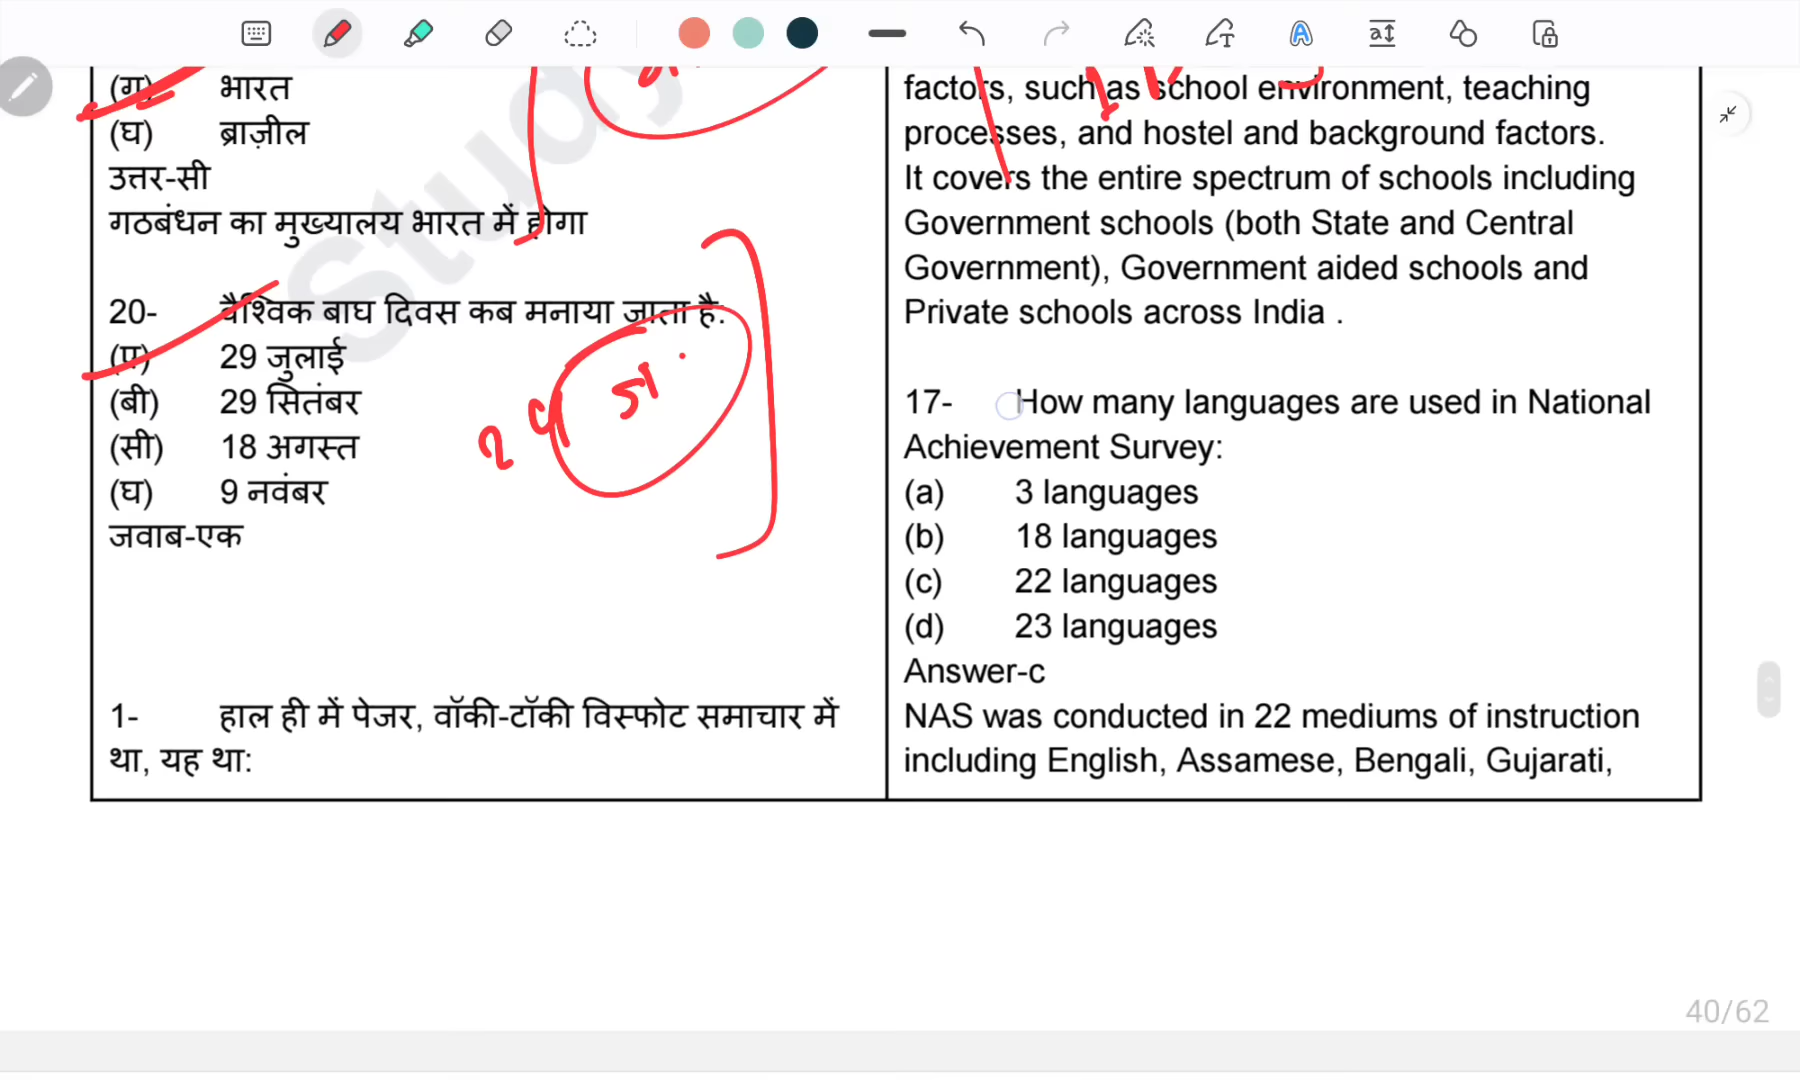 (ग) भारत
(घ) ब्राज़ील
उत्तर-सी
गठबंधन का मुख्यालय भारत में होगा
20- वैश्विक बाघ दिवस कब मनाया जाता है:
(ए) 29 जुलाई
(बी) 29 सितंबर
(सी) 18 अगस्त
(घ) 9 नवंबर
जवाब-एक
29
1- हाल ही में पेजर, वॉकी-टॉकी विस्फोट समाचार में
था, यह था:
factors, such as school environment, teaching
processes, and hostel and background factors.
It covers the entire spectrum of schools including
Government schools (both State and Central
Government), Government aided schools and
Private schools across India .
17- How many languages are used in National
Achievement Survey:
(a) 3 languages
(b) 18 languages
(c) 22 languages
(d) 23 languages
Answer-c
NAS was conducted in 22 mediums of instruction
including English, Assamese, Bengali, Gujarati,
40/62
Study